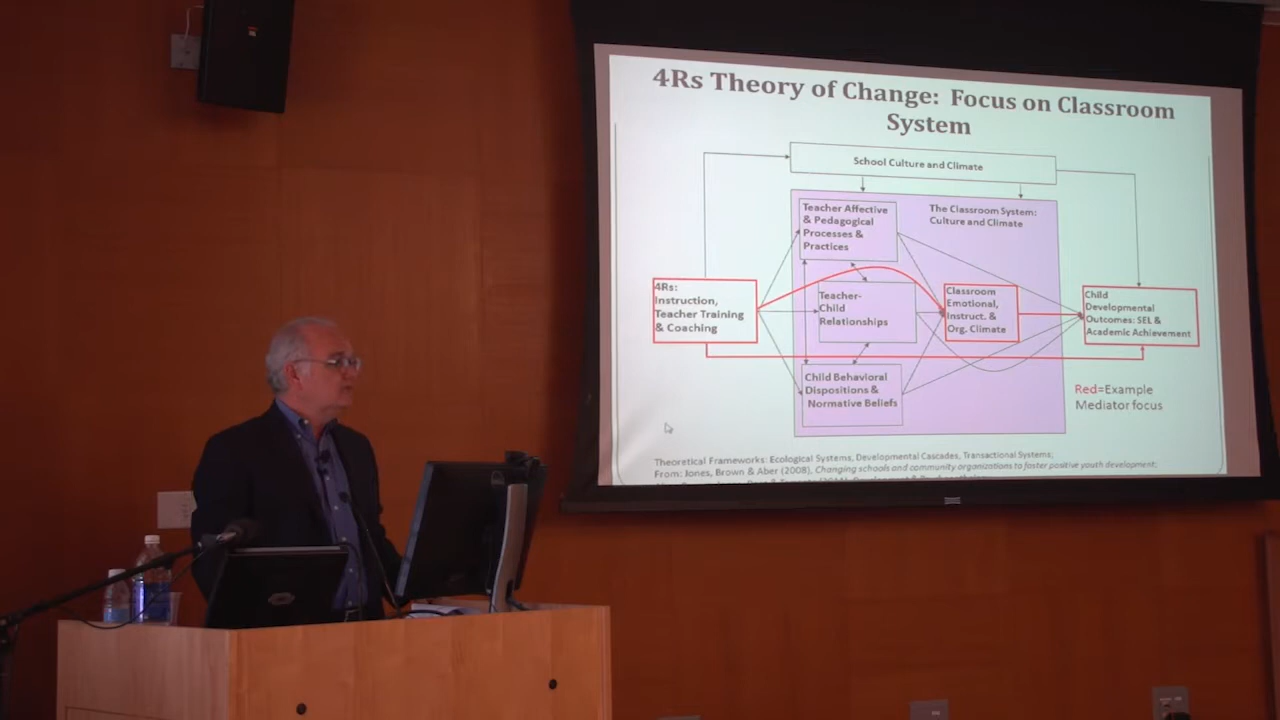 4Rs Theory of Change: Focus on Classroom
System
School Culture and Climate
Teacher Affective
& Pedagogical
Processes &
Practices
The Classroom System:
Culture and Climate
4Rs:
Instruction,
Teacher Training
& Coaching
Teacher-
Child
Relationships
Classroom
Emotional,
Instruct. &
Org. Climate
Child
Developmental
Outcomes: SEL &
Academic Achievement
Child Behavioral
Dispositions &
Normative Beliefs
Red=Example
Mediator focus
Theoretical Frameworks: Ecological Systems, Developmental Cascades, Transactional Systems;
From: Jones, Brown & Aber (2008), Changing schools and community organizations to foster positive youth development;